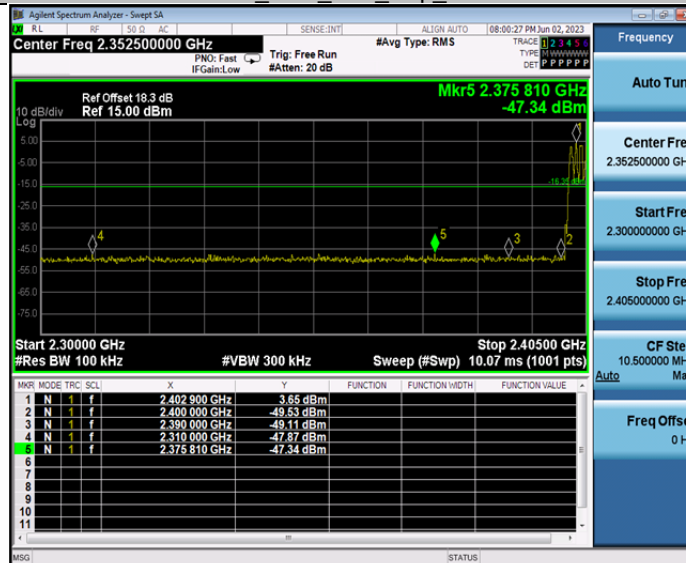 Agilent Spectrum Analyzer - Swept SA
RL RF 50 Ω AC SENSE:INT ALIGN AUTO 08:00:27 PM Jun 02, 2023
Center Freq 2.352500000 GHz
#Avg Type: RMS
TRACE 1 2 3 4 5 6
PNO: Fast Trig: Free Run
TYPE M W W W W W
IFGain:Low #Atten: 20 dB
DET P P P P P P
Ref Offset 18.3 dB
Mkr5 2.375 810 GHz
10 dB/div Ref 15.00 dBm
-47.34 dBm
Log
5.00
-5.00
-15.0
-25.0
-35.0
-45.0
-55.0
-65.0
-75.0
4
5
3
2
Start 2.30000 GHz Stop 2.40500 GHz
#Res BW 100 kHz #VBW 300 kHz Sweep (#Swp) 10.07 ms (1001 pts)
MKR MODE TRC SCL X Y FUNCTION FUNCTION WIDTH FUNCTION VALUE
1 N 1 f 2.402 900 GHz 3.65 dBm
2 N 1 f 2.400 000 GHz -49.53 dBm
3 N 1 f 2.390 000 GHz -49.11 dBm
4 N 1 f 2.310 000 GHz -47.87 dBm
5 N 1 f 2.375 810 GHz -47.34 dBm
6
7
8
9
10
11
MSG STATUS
Frequency
Auto Tun
Center Fre
2.352500000 GH
Start Fre
2.300000000 GH
Stop Fre
2.405000000 GH
CF Ste
10.500000 MH
Auto Ma
Freq Offse
0 H